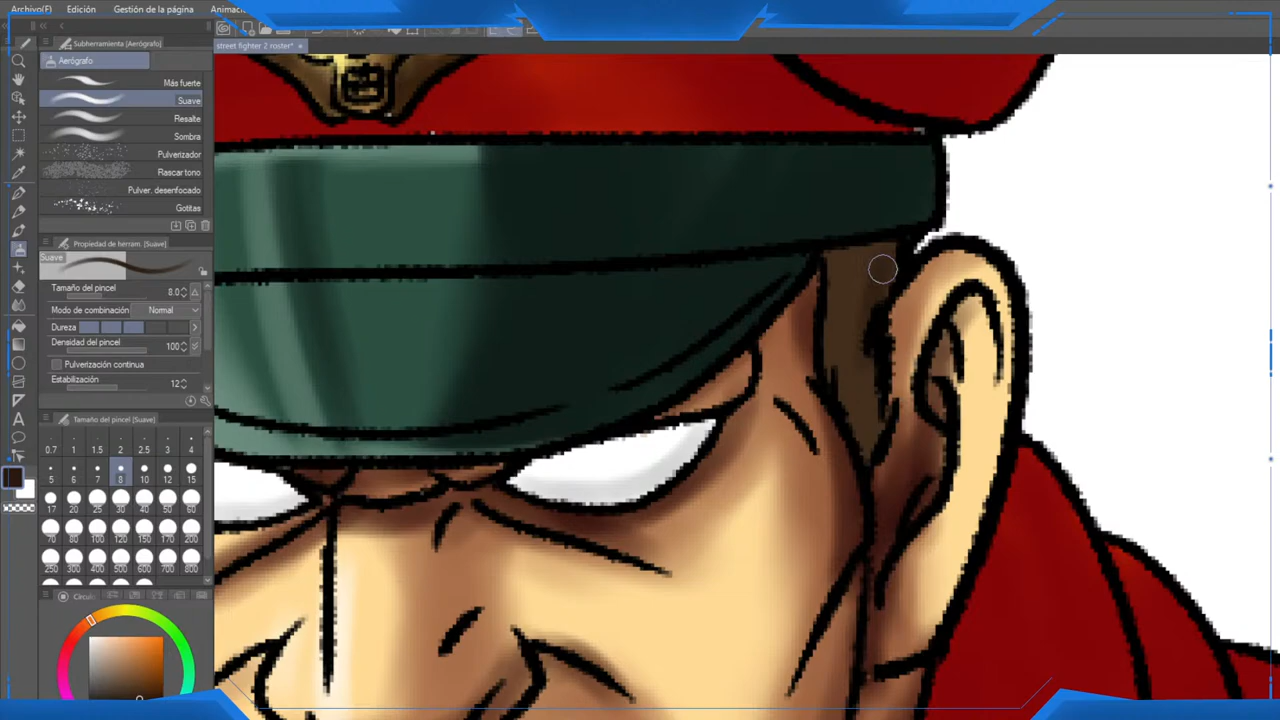 Archivo(F) Edición Gestión de la página Animació
street fighter 2 roster*
Subherramienta (Aerógrafo)
Aerógrafo
Más fuerte
Suave
Resalte
Sombra
Pulverizador
Rascar tono
Pulver. desenfocado
Gotitas
Propiedad de herram. (Suave)
Suave
Tamaño del pincel 8.0
Modo de combinación Normal
Dureza
Densidad del pincel 100
Pulverización continua
Estabilización 12
Tamaño del pincel (Suave)
0.7 1 1.5 2 2.5 3 4
5 6 7 8 10 12 15
17 20 25 30 40 50 60
70 80 100 120 150 170 200
250 300 400 500 600 700 800
Círculo